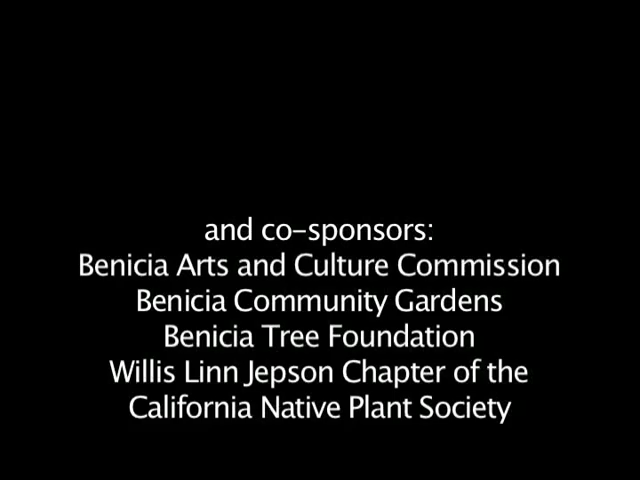 and co-sponsors:
Benicia Arts and Culture Commission
Benicia Community Gardens
Benicia Tree Foundation
Willis Linn Jepson Chapter of the
California Native Plant Society